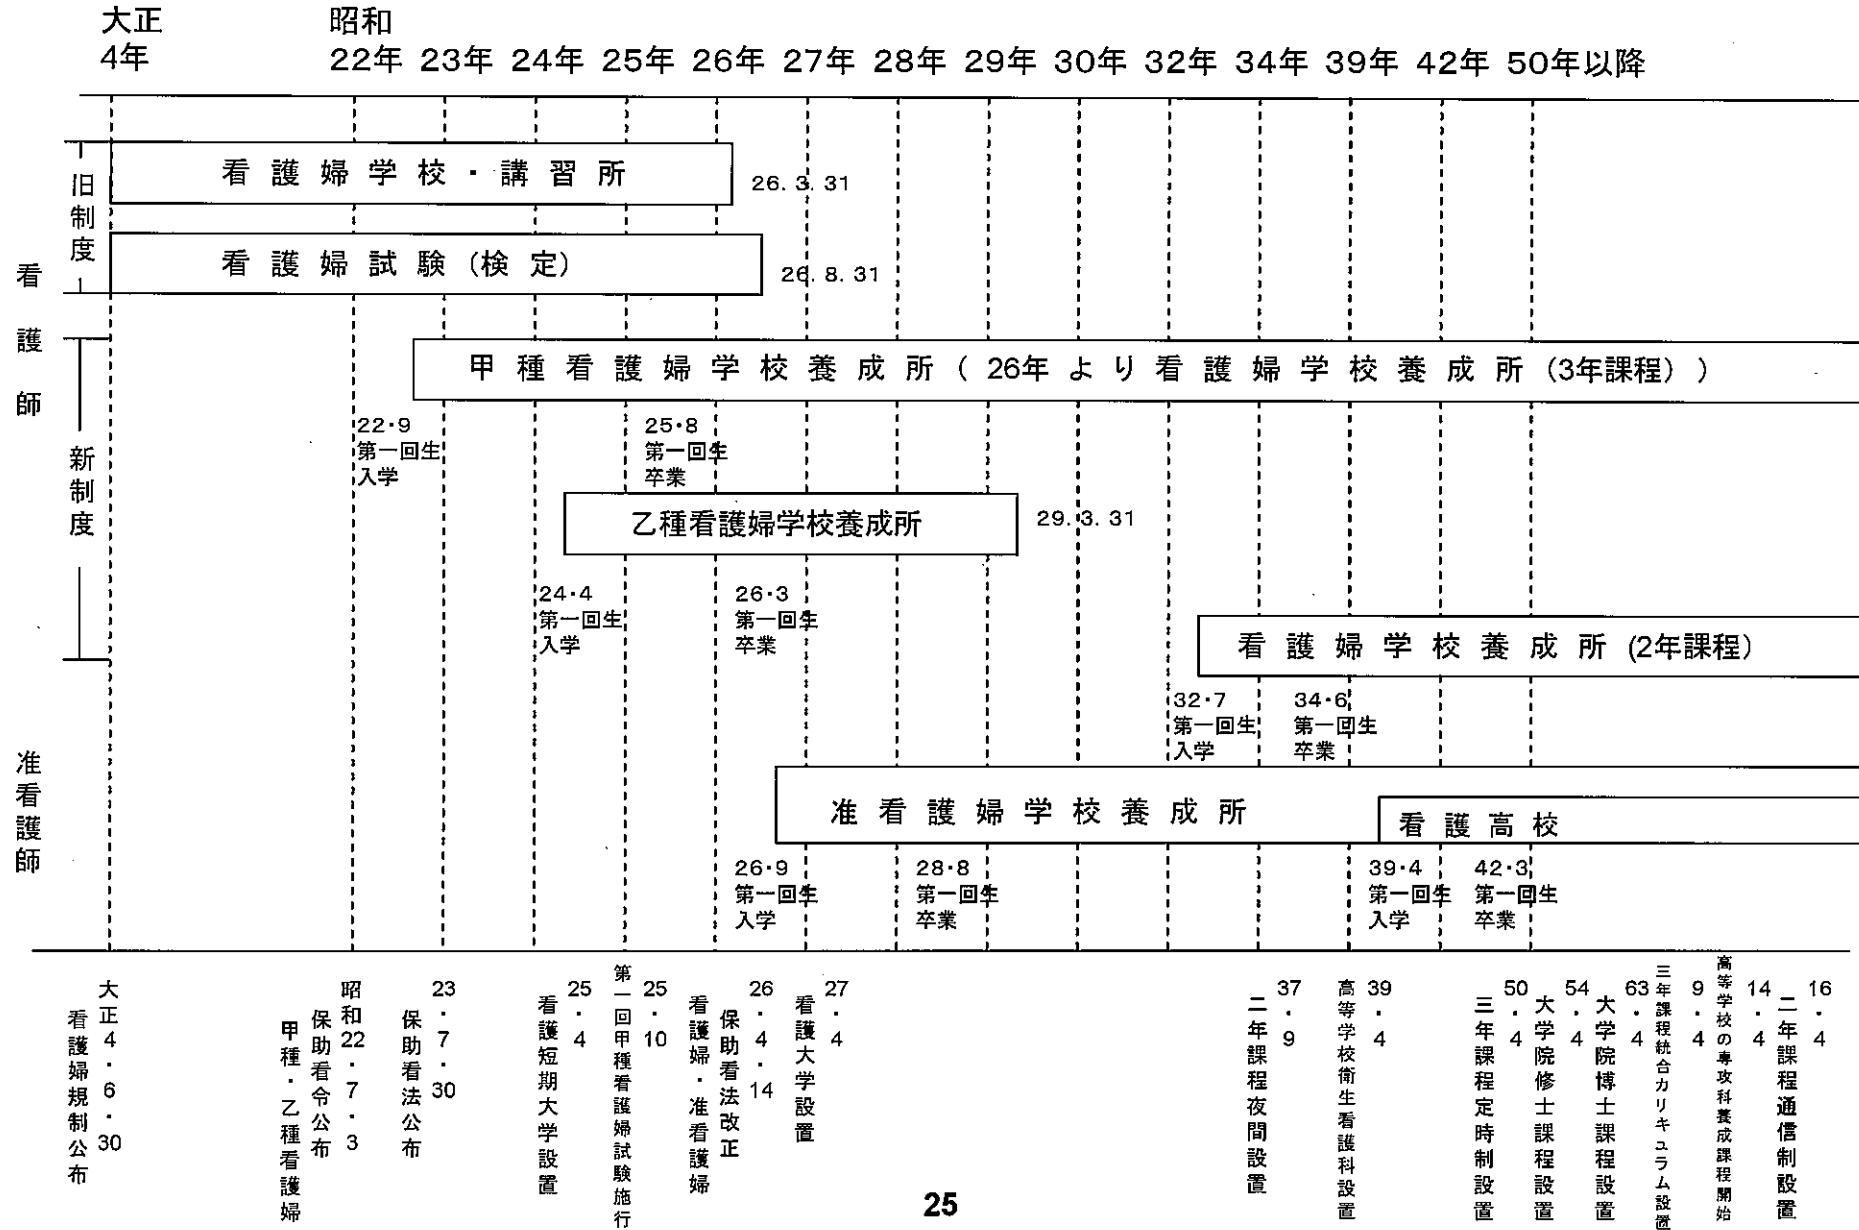 大正
4年
昭和
22年 23年 24年 25年 26年 27年 28年 29年 30年 32年 34年 39年 42年 50年以降
看護師
旧制度
看護婦学校・講習所
26. 3. 31
看護婦試験(検定)
26. 8. 31
新制度
甲種看護婦学校養成所(26年より看護婦学校養成所(3年課程))
22・9
第一回生
入学
25・8
第一回生
卒業
乙種看護婦学校養成所
29. 3. 31
24・4
第一回生
入学
26・3
第一回生
卒業
看護婦学校養成所(2年課程)
32・7
第一回生
入学
34・6
第一回生
卒業
准看護師
准看護婦学校養成所
看護高校
26・9
第一回生
入学
28・8
第一回生
卒業
39・4
第一回生
入学
42・3
第一回生
卒業
大正4・6・30
看護婦規制公布
昭和22・7・3
保助看令公布
甲種・乙種看護婦
23・7・30
保助看法公布
25・4
看護短期大学設置
25・10
第一回甲種看護婦試験施行
26・4・14
保助看法改正
看護婦・准看護婦
27・4
看護大学設置
37・9
二年課程夜間設置
39・4
高等学校衛生看護科設置
50・4
三年課程定時制設置
54・4
大学院修士課程設置
63・4
大学院博士課程設置
9・4
三年課程統合カリキュラム設置
14・4
高等学校の専攻科養成課程開始
16・4
二年課程通信制設置
25